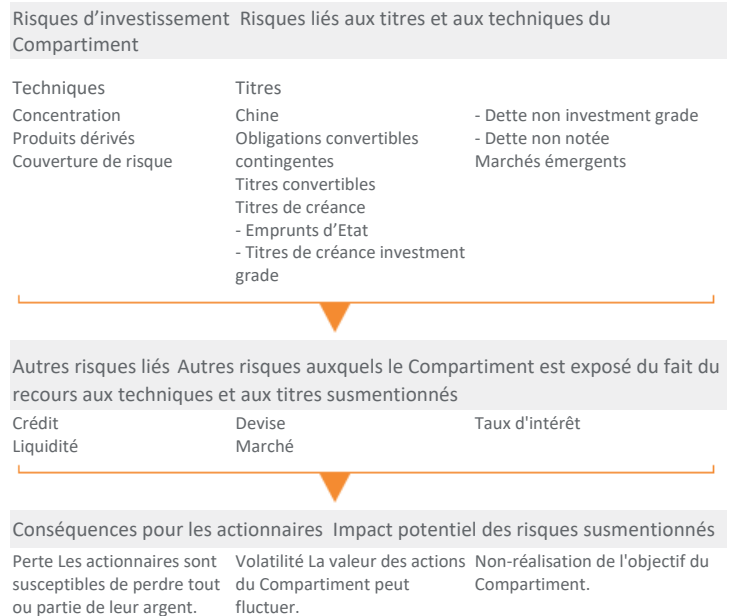 Risques d’investissement Risques liés aux titres et aux techniques du
Compartiment
Techniques
Concentration
Produits dérivés
Couverture de risque
Titres
Chine
Obligations convertibles
contingentes
Titres convertibles
Titres de créance
- Emprunts d’Etat
- Titres de créance investment
grade
- Dette non investment grade
- Dette non notée
Marchés émergents
Autres risques liés Autres risques auxquels le Compartiment est exposé du fait du
recours aux techniques et aux titres susmentionnés
Crédit
Liquidité
Devise
Marché
Taux d'intérêt
Conséquences pour les actionnaires Impact potentiel des risques susmentionnés
Perte Les actionnaires sont
susceptibles de perdre tout
ou partie de leur argent.
Volatilité La valeur des actions
du Compartiment peut
fluctuer.
Non-réalisation de l'objectif du
Compartiment.